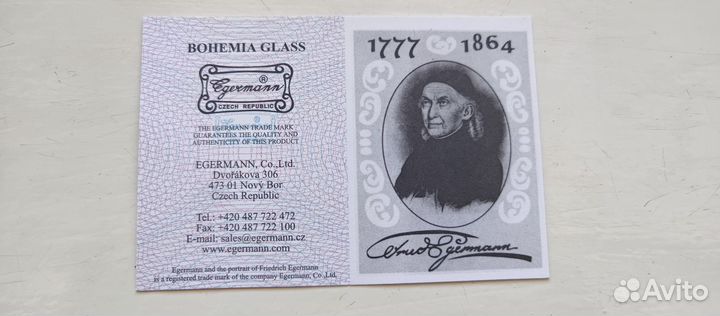 BOHEMIA GLASS
Egermann ®
CZECH REPUBLIC
THE EGERMANN TRADE MARK
GUARANTEES THE QUALITY AND
AUTHENTICITY OF THIS PRODUCT
EGERMANN, Co.,Ltd.
Dvořákova 306
473 01 Nový Bor
Czech Republic
Tel.: +420 487 722 472
Fax: +420 487 722 100
E-mail: sales@egermann.cz
www.egermann.com
Egermann and the portrait of Friedrich Egermann
is a registered trade mark of the company Egermann, Co.,Ltd.
1777 1864
Fried Egermann
Avito